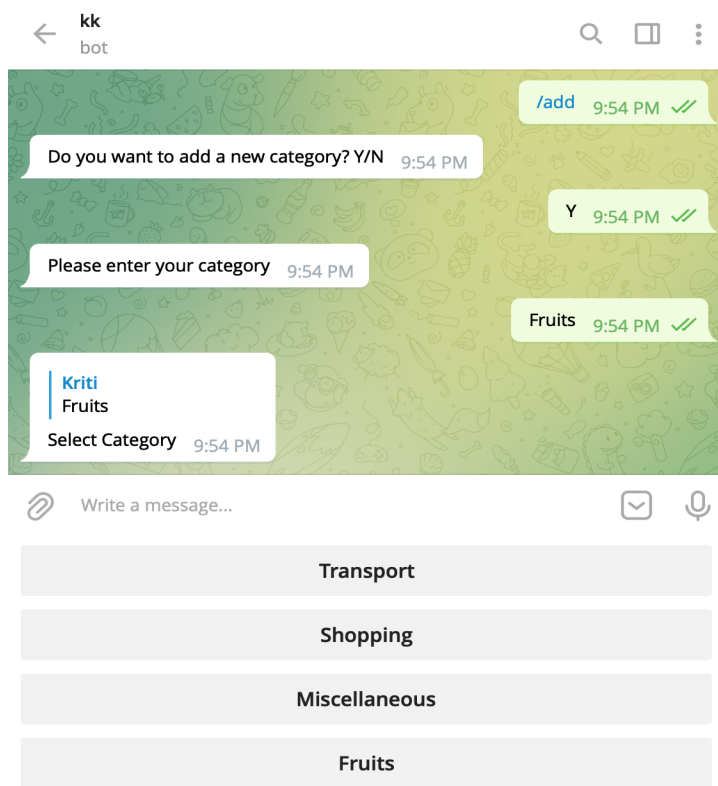 kk
bot
/add 9:54 PM
Do you want to add a new category? Y/N 9:54 PM
Y 9:54 PM
Please enter your category 9:54 PM
Fruits 9:54 PM
Kriti
Fruits
Select Category 9:54 PM
Write a message...
Transport
Shopping
Miscellaneous
Fruits